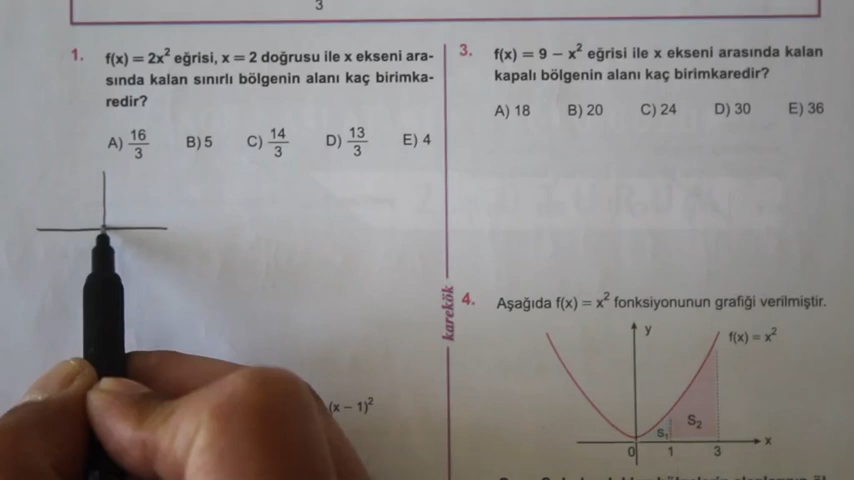 3
1. f(x) = 2x² eğrisi, x = 2 doğrusu ile x ekseni ara-
sında kalan sınırlı bölgenin alanı kaç birimka-
redir?
A) 16/3 B) 5 C) 14/3 D) 13/3 E) 4
(x – 1)²
karekök
3. f(x) = 9 – x² eğrisi ile x ekseni arasında kalan
kapalı bölgenin alanı kaç birimkaredir?
A) 18 B) 20 C) 24 D) 30 E) 36
4. Aşağıda f(x) = x² fonksiyonunun grafiği verilmiştir.
y
f(x) = x²
S₁ S₂
0 1 3 x